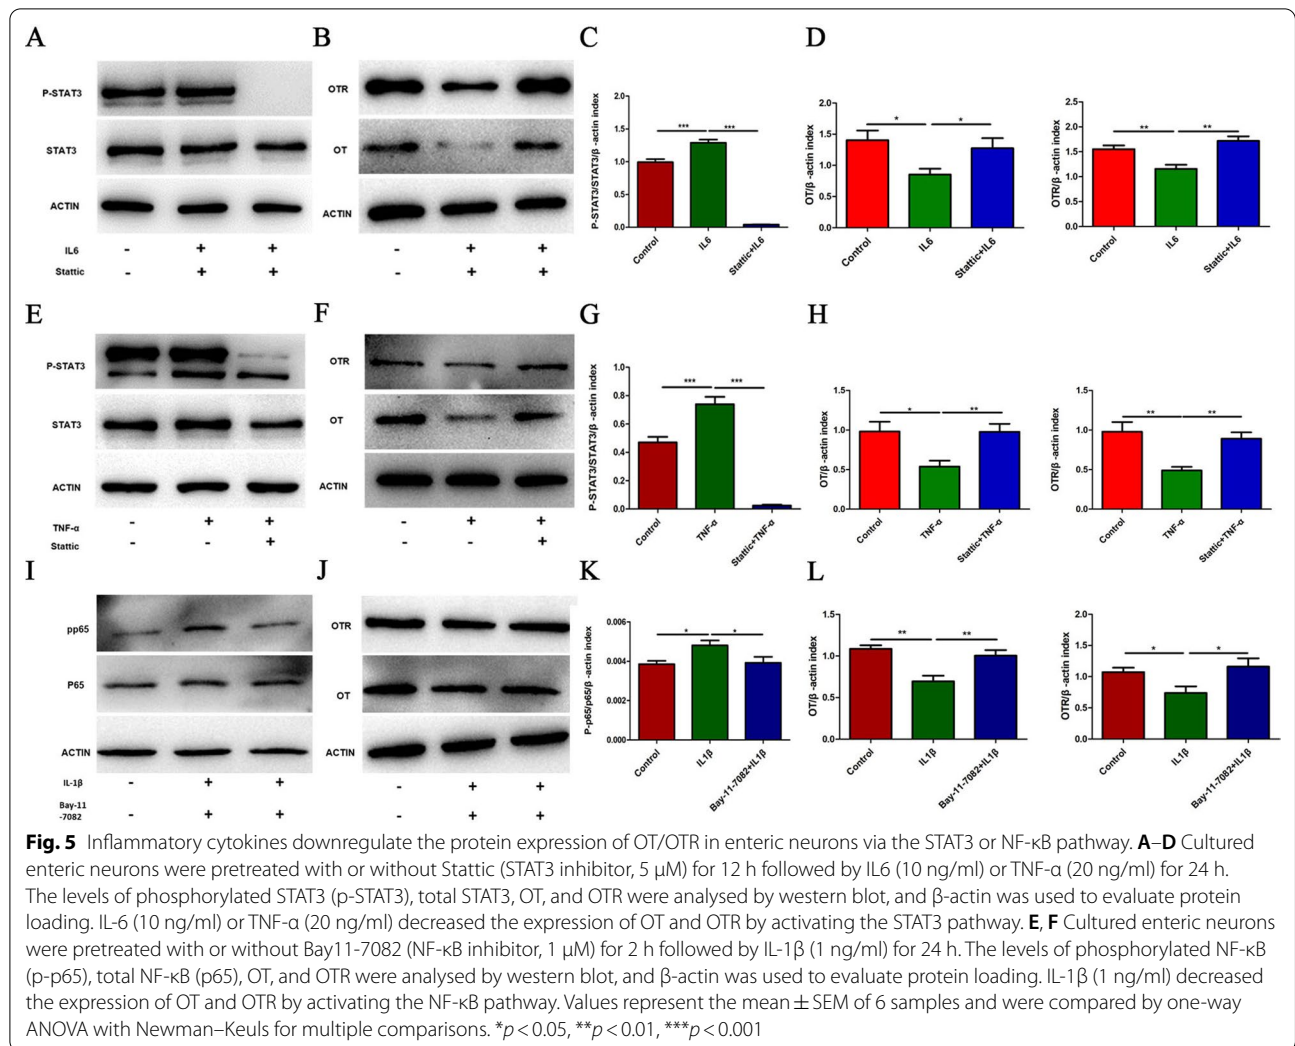 A
P-STAT3
STAT3
ACTIN
IL6 - + +
Stattic - + +
B
OTR
OT
ACTIN
- + +
- + +
C
P-STAT3/STAT3/β -actin index
2.0
1.5
1.0
0.5
0.0
*** ***
Control IL6 Stattic+IL6
D
OT/β -actin index
2.0
1.5
1.0
0.5
0.0
* *
Control IL6 Stattic+IL6
OTR/β -actin index
2.5
2.0
1.5
1.0
0.5
0.0
** **
Control IL6 Stattic+IL6
E
P-STAT3
STAT3
ACTIN
TNF-α - + +
Stattic - - +
F
OTR
OT
ACTIN
- + +
- - +
G
P-STAT3/STAT3/β -actin index
1.0
0.8
0.6
0.4
0.2
0.0
*** ***
Control TNF-α Stattic+TNF-α
H
OT/β -actin index
1.5
1.0
0.5
0.0
* **
Control TNF-α Stattic+TNF-α
OTR/β -actin index
1.5
1.0
0.5
0.0
** **
Control TNF-α Stattic+TNF-α
I
pp65
P65
ACTIN
IL-1β - + +
Bay-11
-7082 - + +
J
OTR
OT
ACTIN
- + +
- + +
K
P-p65/p65/β -actin index
0.006
0.004
0.002
0.000
* *
Control IL1β Bay-11-7082+IL1β
L
OT/β -actin index
1.5
1.0
0.5
0.0
** **
Control IL1β Bay-11-7082+IL1β
OTR/β -actin index
2.0
1.5
1.0
0.5
0.0
* *
Control IL1β Bay-11-7082+IL1β
Fig. 5 Inflammatory cytokines downregulate the protein expression of OT/OTR in enteric neurons via the STAT3 or NF-κB pathway. A–D Cultured
enteric neurons were pretreated with or without Stattic (STAT3 inhibitor, 5 μM) for 12 h followed by IL6 (10 ng/ml) or TNF-α (20 ng/ml) for 24 h.
The levels of phosphorylated STAT3 (p-STAT3), total STAT3, OT, and OTR were analysed by western blot, and β-actin was used to evaluate protein
loading. IL-6 (10 ng/ml) or TNF-α (20 ng/ml) decreased the expression of OT and OTR by activating the STAT3 pathway. E, F Cultured enteric neurons
were pretreated with or without Bay11-7082 (NF-κB inhibitor, 1 μM) for 2 h followed by IL-1β (1 ng/ml) for 24 h. The levels of phosphorylated NF-κB
(p-p65), total NF-κB (p65), OT, and OTR were analysed by western blot, and β-actin was used to evaluate protein loading. IL-1β (1 ng/ml) decreased
the expression of OT and OTR by activating the NF-κB pathway. Values represent the mean ± SEM of 6 samples and were compared by one-way
ANOVA with Newman–Keuls for multiple comparisons. *p < 0.05, **p < 0.01, ***p < 0.001